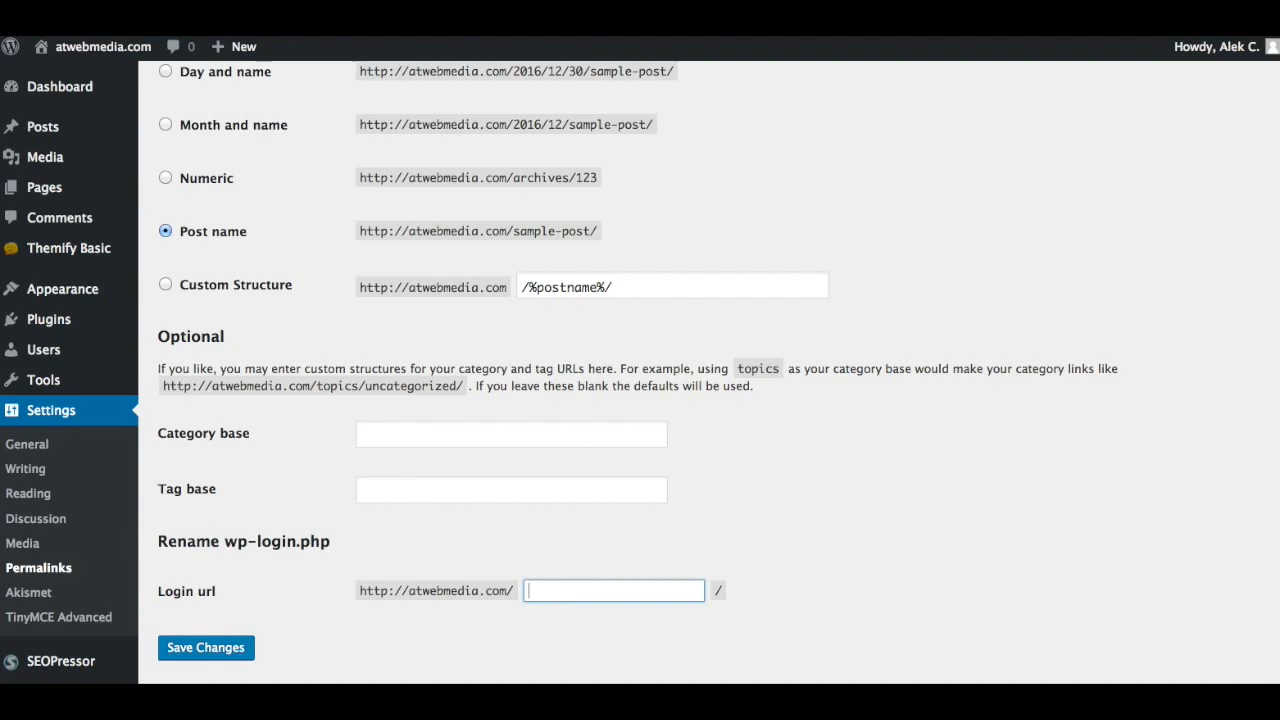 atwebmedia.com 0 New Howdy, Alek C.
Dashboard
Posts
Media
Pages
Comments
Themify Basic
Appearance
Plugins
Users
Tools
Settings
General
Writing
Reading
Discussion
Media
Permalinks
Akismet
TinyMCE Advanced
SEOPressor
Day and name http://atwebmedia.com/2016/12/30/sample-post/
Month and name http://atwebmedia.com/2016/12/sample-post/
Numeric http://atwebmedia.com/archives/123
Post name http://atwebmedia.com/sample-post/
Custom Structure http://atwebmedia.com /%postname%/
Optional
If you like, you may enter custom structures for your category and tag URLs here. For example, using topics as your category base would make your category links like
http://atwebmedia.com/topics/uncategorized/ . If you leave these blank the defaults will be used.
Category base
Tag base
Rename wp-login.php
Login url http://atwebmedia.com/ /
Save Changes